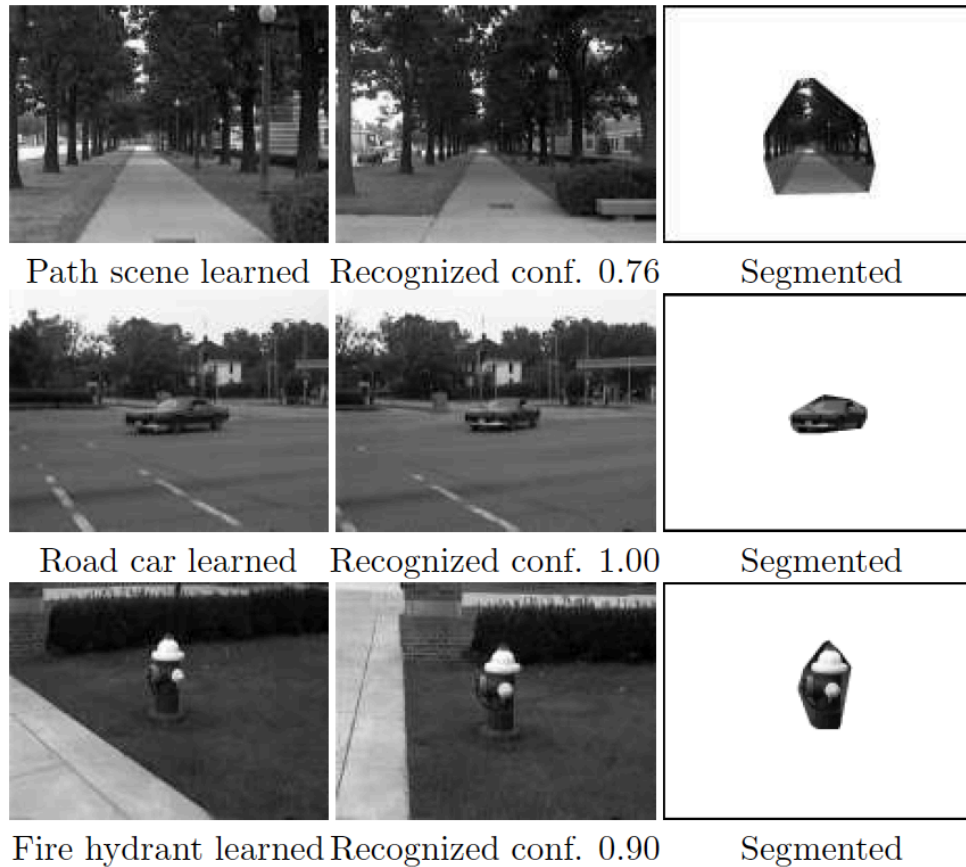 Path scene learned Recognized conf. 0.76 Segmented
Road car learned Recognized conf. 1.00 Segmented
Fire hydrant learned Recognized conf. 0.90 Segmented